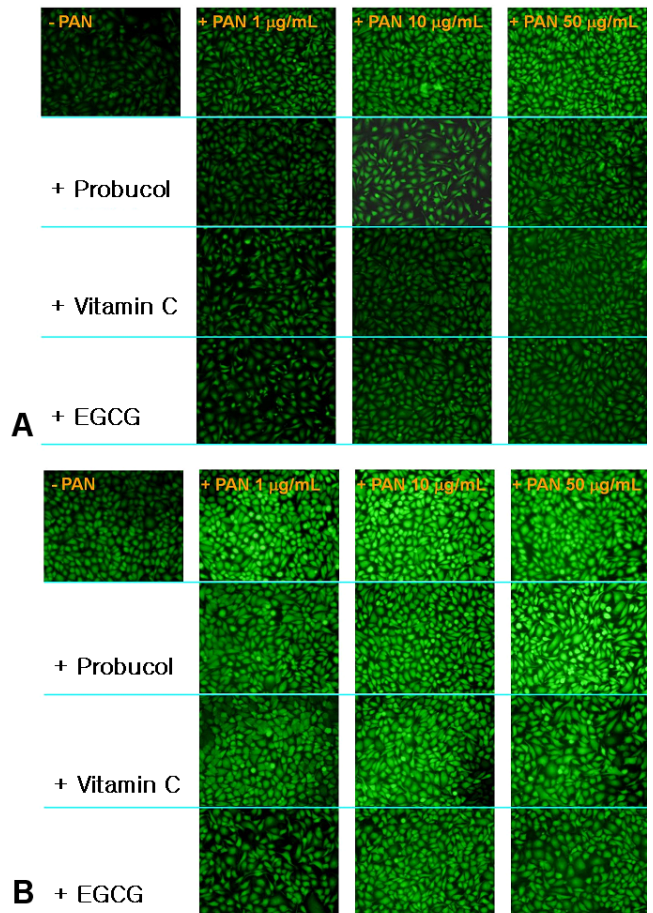 - PAN + PAN 1 μg/mL + PAN 10 μg/mL + PAN 50 μg/mL
+ Probucol
+ Vitamin C
+ EGCG
A
- PAN + PAN 1 μg/mL + PAN 10 μg/mL + PAN 50 μg/mL
+ Probucol
+ Vitamin C
+ EGCG
B